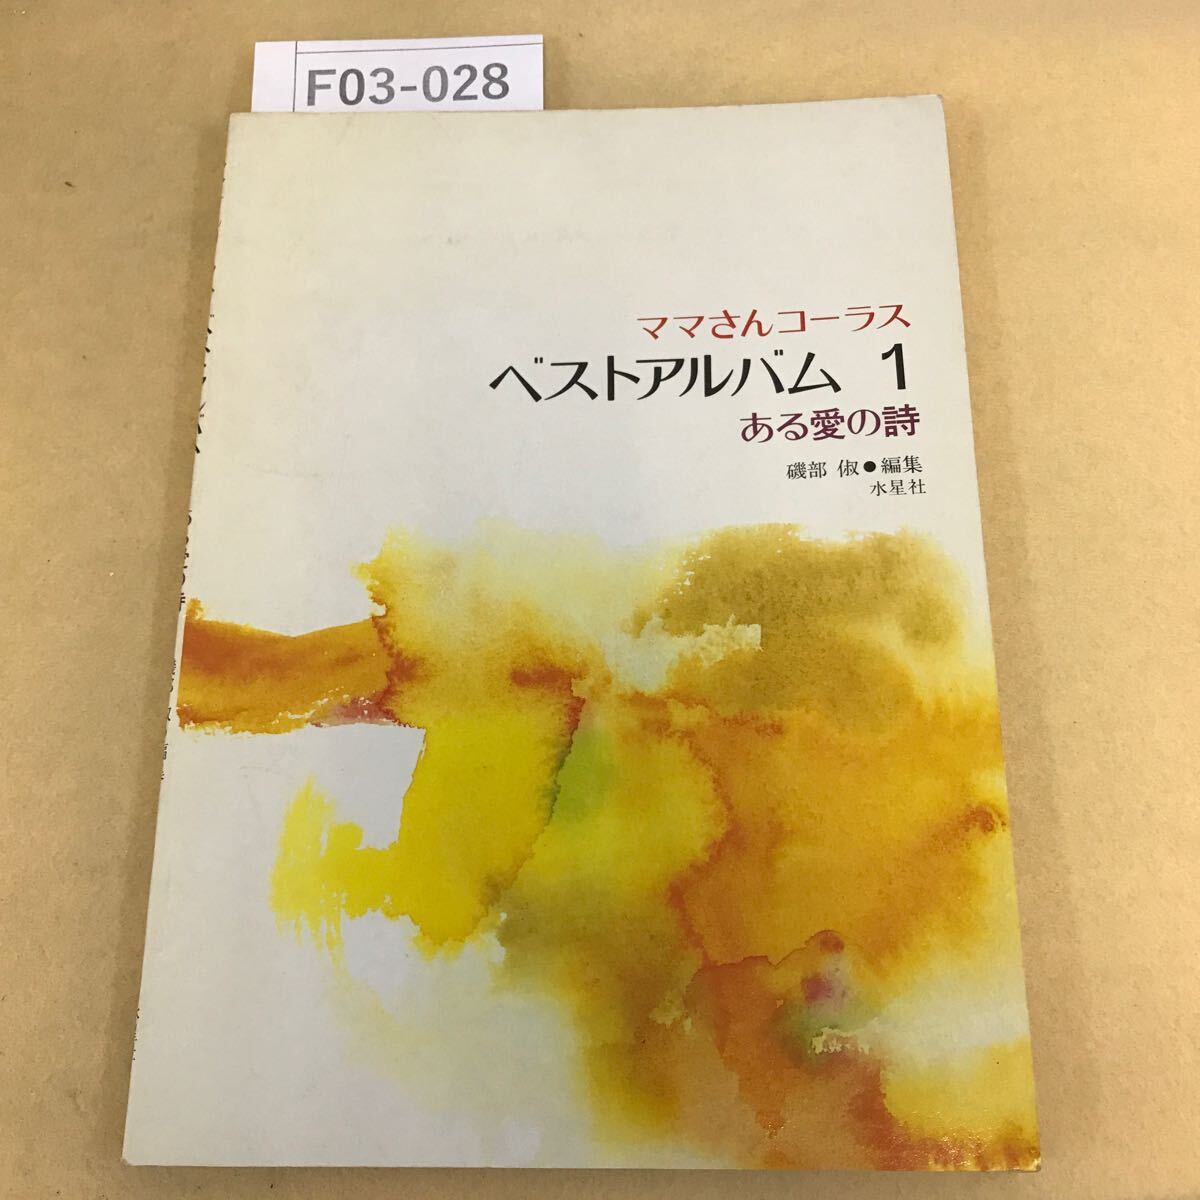 F03-028
ママさんコーラス
ベストアルバム 1
ある愛の詩
磯部 俶●編集
水星社